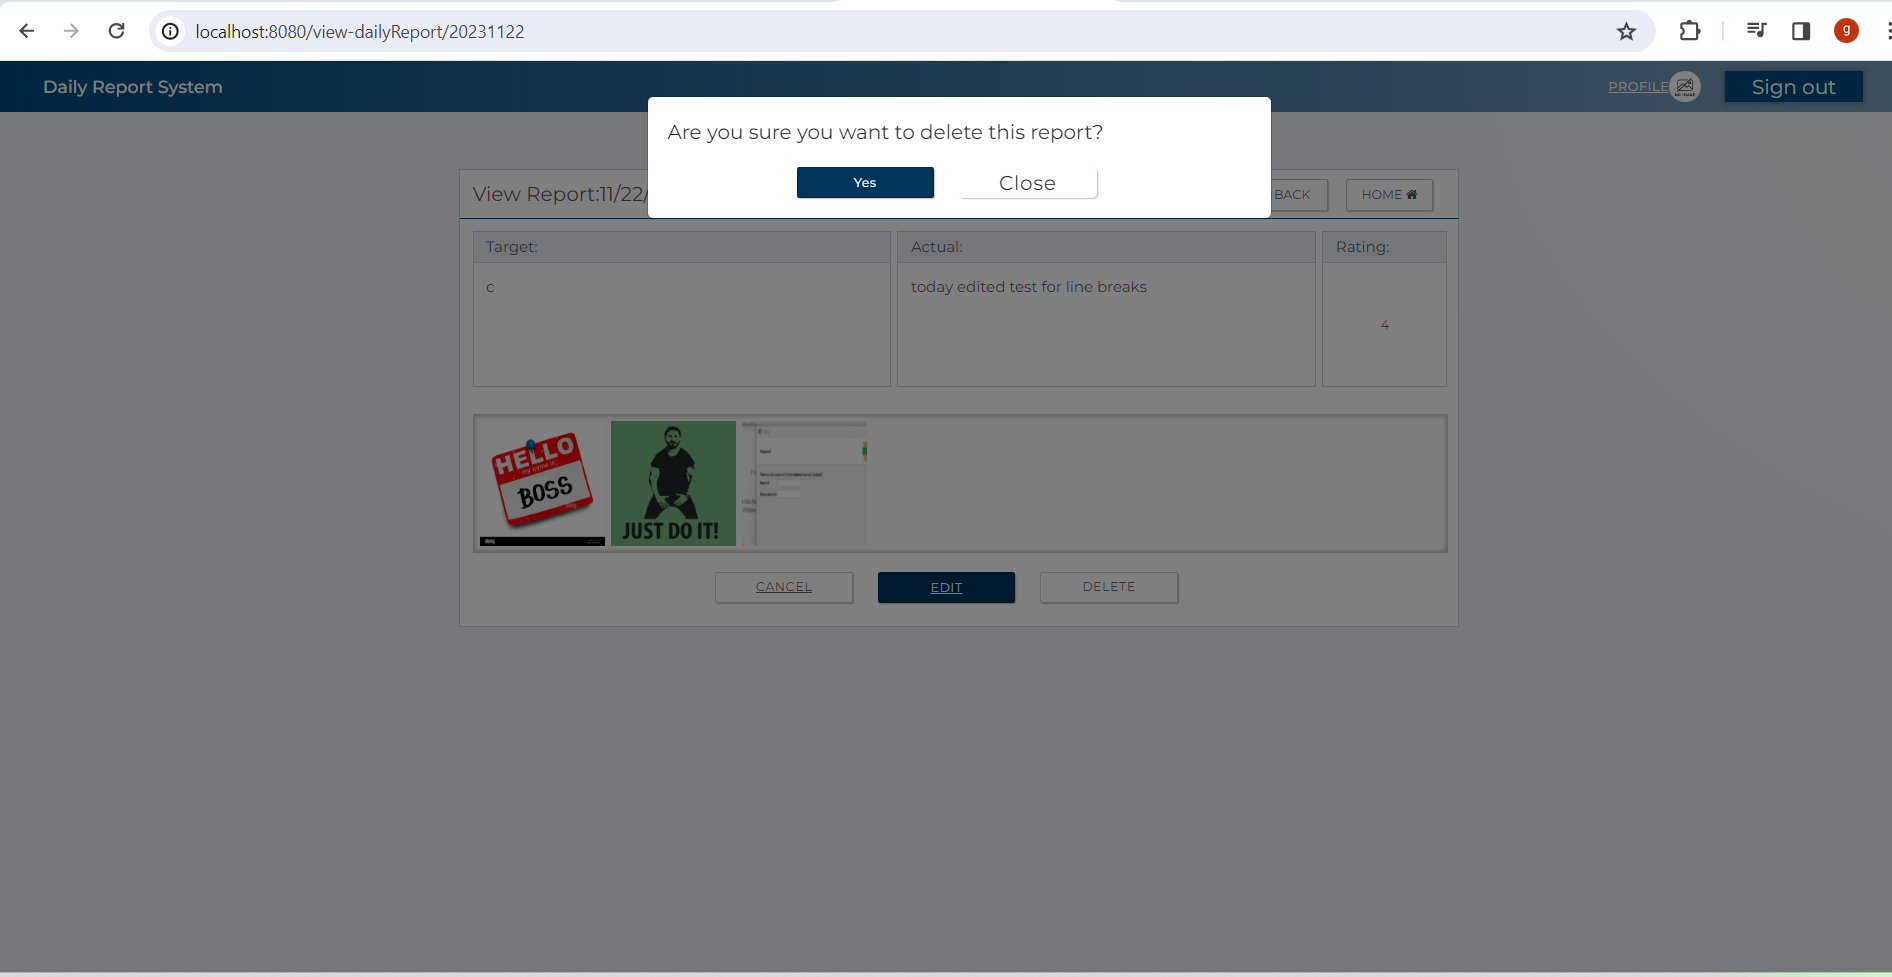 localhost:8080/view-dailyReport/20231122
g
Daily Report System
PROFILE
Sign out
Are you sure you want to delete this report?
Yes
Close
View Report:11/22/
BACK
HOME
Target:
Actual:
Rating:
c
today edited test for line breaks
4
HELLO
my name is
BOSS
JUST DO IT!
CANCEL
EDIT
DELETE